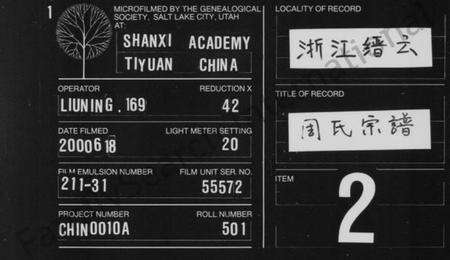 1
MICROFILMED BY THE GENEALOGICAL
SOCIETY, SALT LAKE CITY, UTAH
AT:
SHANXI ACADEMY
TIYUAN CHINA
OPERATOR
REDUCTION X
LIUNING. 169
42
DATE FILMED
LIGHT METER SETTING
2000618
20
FILM EMULSION NUMBER
FILM UNIT SER. NO.
211-31
55572
PROJECT NUMBER
ROLL NUMBER
CHIN0010A
501
LOCALITY OF RECORD
浙江缙云
TITLE OF RECORD
周氏宗譜
ITEM
2